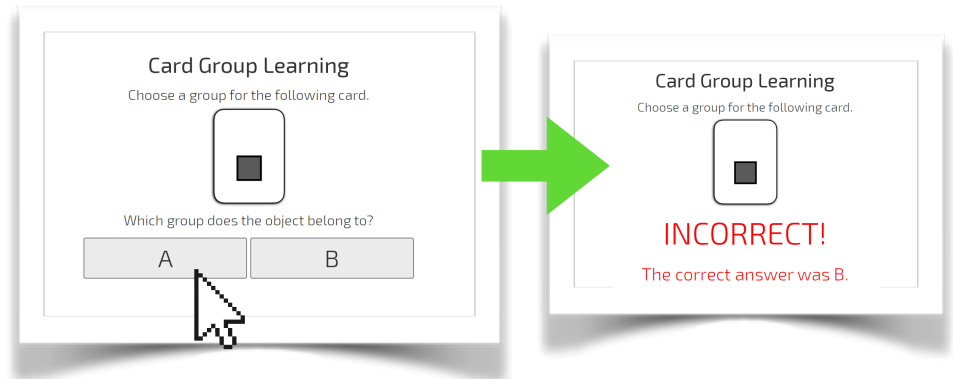 Card Group Learning
Choose a group for the following card.
Which group does the object belong to?
A
B
Card Group Learning
Choose a group for the following card.
INCORRECT!
The correct answer was B.